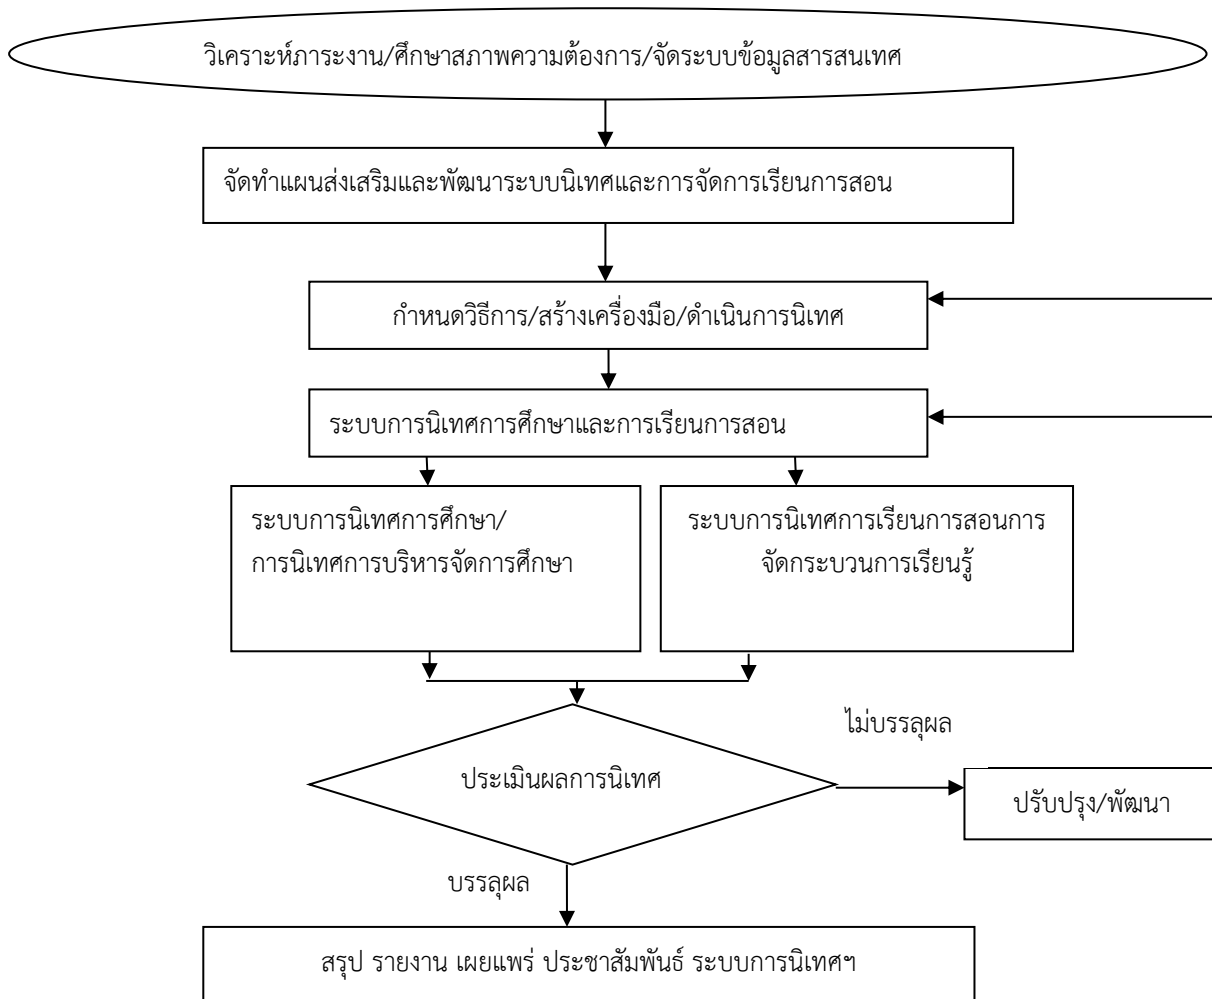 วิเคราะห์ภาระงาน/ศึกษาสภาพความต้องการ/จัดระบบข้อมูลสารสนเทศ
จัดทำแผนส่งเสริมและพัฒนาระบบนิเทศและการจัดการเรียนการสอน
กำหนดวิธีการ/สร้างเครื่องมือ/ดำเนินการนิเทศ
ระบบการนิเทศการศึกษาและการเรียนการสอน
ระบบการนิเทศการศึกษา/
การนิเทศการบริหารจัดการศึกษา
ระบบการนิเทศการเรียนการสอนการ
จัดกระบวนการเรียนรู้
ไม่บรรลุผล
ประเมินผลการนิเทศ
ปรับปรุง/พัฒนา
บรรลุผล
สรุป รายงาน เผยแพร่ ประชาสัมพันธ์ ระบบการนิเทศฯ